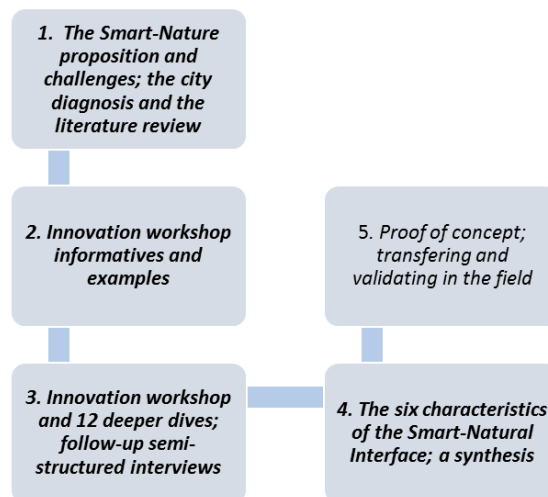 1. The Smart-Nature
proposition and
challenges; the city
diagnosis and the
literature review
2. Innovation workshop
informatives and
examples
3. Innovation workshop
and 12 deeper dives;
follow-up semi-
structured interviews
4. The six characteristics
of the Smart-Natural
Interface; a synthesis
5. Proof of concept;
transfering and
validating in the field